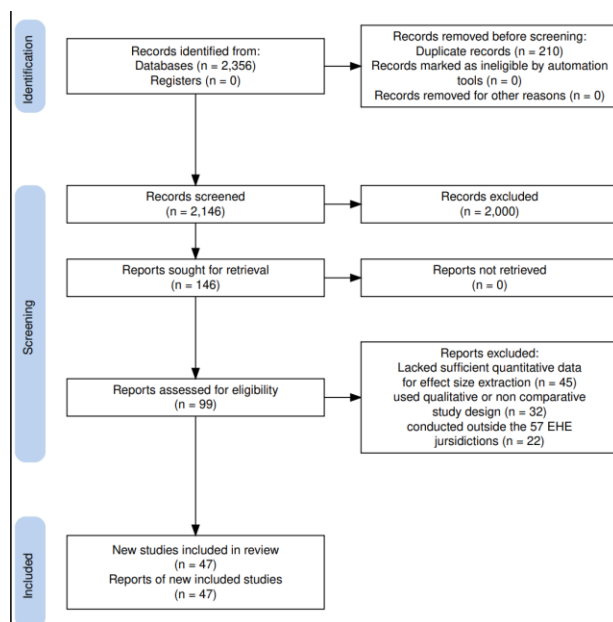 Identification
Records identified from:
Databases (n = 2,356)
Registers (n = 0)
Records removed before screening:
Duplicate records (n = 210)
Records marked as ineligible by automation
tools (n = 0)
Records removed for other reasons (n = 0)
Screening
Records screened
(n = 2,146)
Records excluded
(n = 2,000)
Reports sought for retrieval
(n = 146)
Reports not retrieved
(n = 0)
Reports assessed for eligibility
(n = 99)
Reports excluded:
Lacked sufficient quantitative data
for effect size extraction (n = 45)
used qualitative or non comparative
study design (n = 32)
conducted outside the 57 EHE
jursidictions (n = 22)
Included
New studies included in review
(n = 47)
Reports of new included studies
(n = 47)